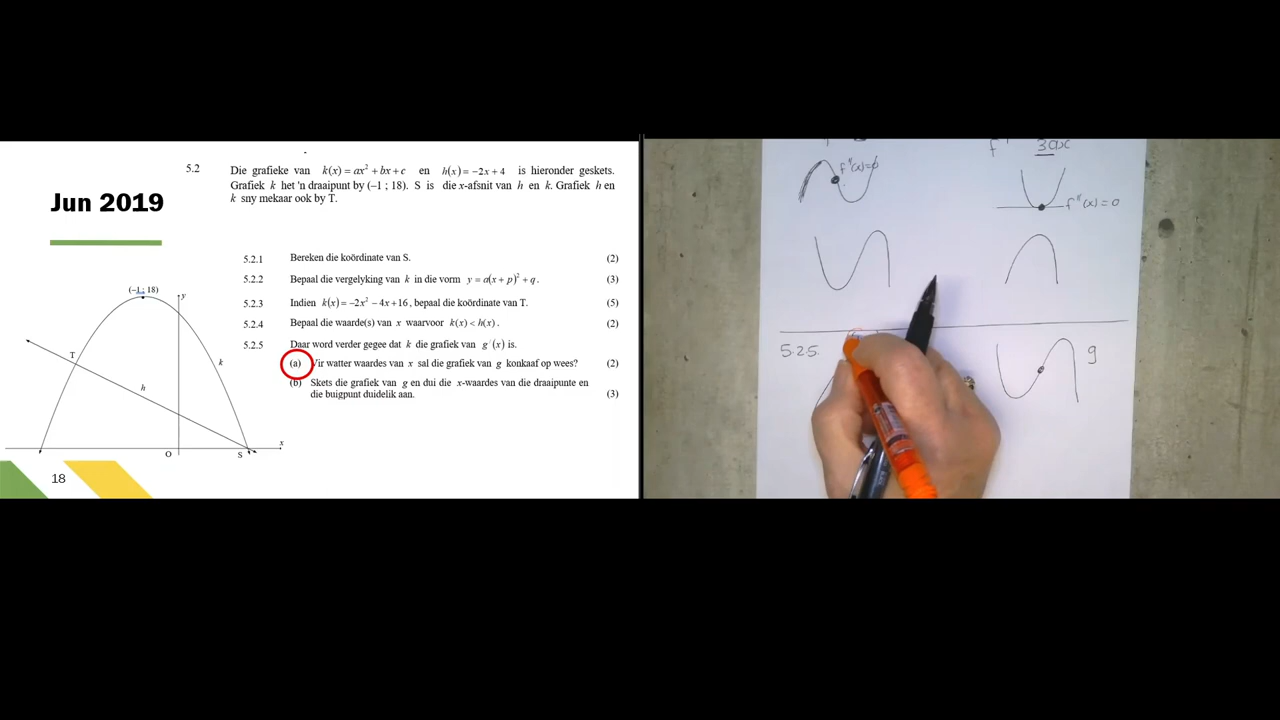 Jun 2019
5.2 Die grafieke van k(x) = ax² + bx + c en h(x) = −2x + 4 is hieronder geskets.
Grafiek k het 'n draaipunt by (−1 ; 18). S is die x-afsnit van h en k. Grafiek h en
k sny mekaar ook by T.
5.2.1 Bereken die koördinate van S. (2)
5.2.2 Bepaal die vergelyking van k in die vorm y = a(x + p)² + q. (3)
5.2.3 Indien k(x) = −2x² − 4x + 16, bepaal die koördinate van T. (5)
5.2.4 Bepaal die waarde(s) van x waarvoor k(x) < h(x). (2)
5.2.5 Daar word verder gegee dat k die grafiek van g′(x) is.
(a) Vir watter waardes van x sal die grafiek van g konkaaf op wees? (2)
(b) Skets die grafiek van g en dui die x-waardes van die draaipunte en
die buigpunt duidelik aan. (3)
(−1 ; 18)
y
T
k
h
x
O
S
18
f''(x)=0
f''(x)=0
5.2.5.
g